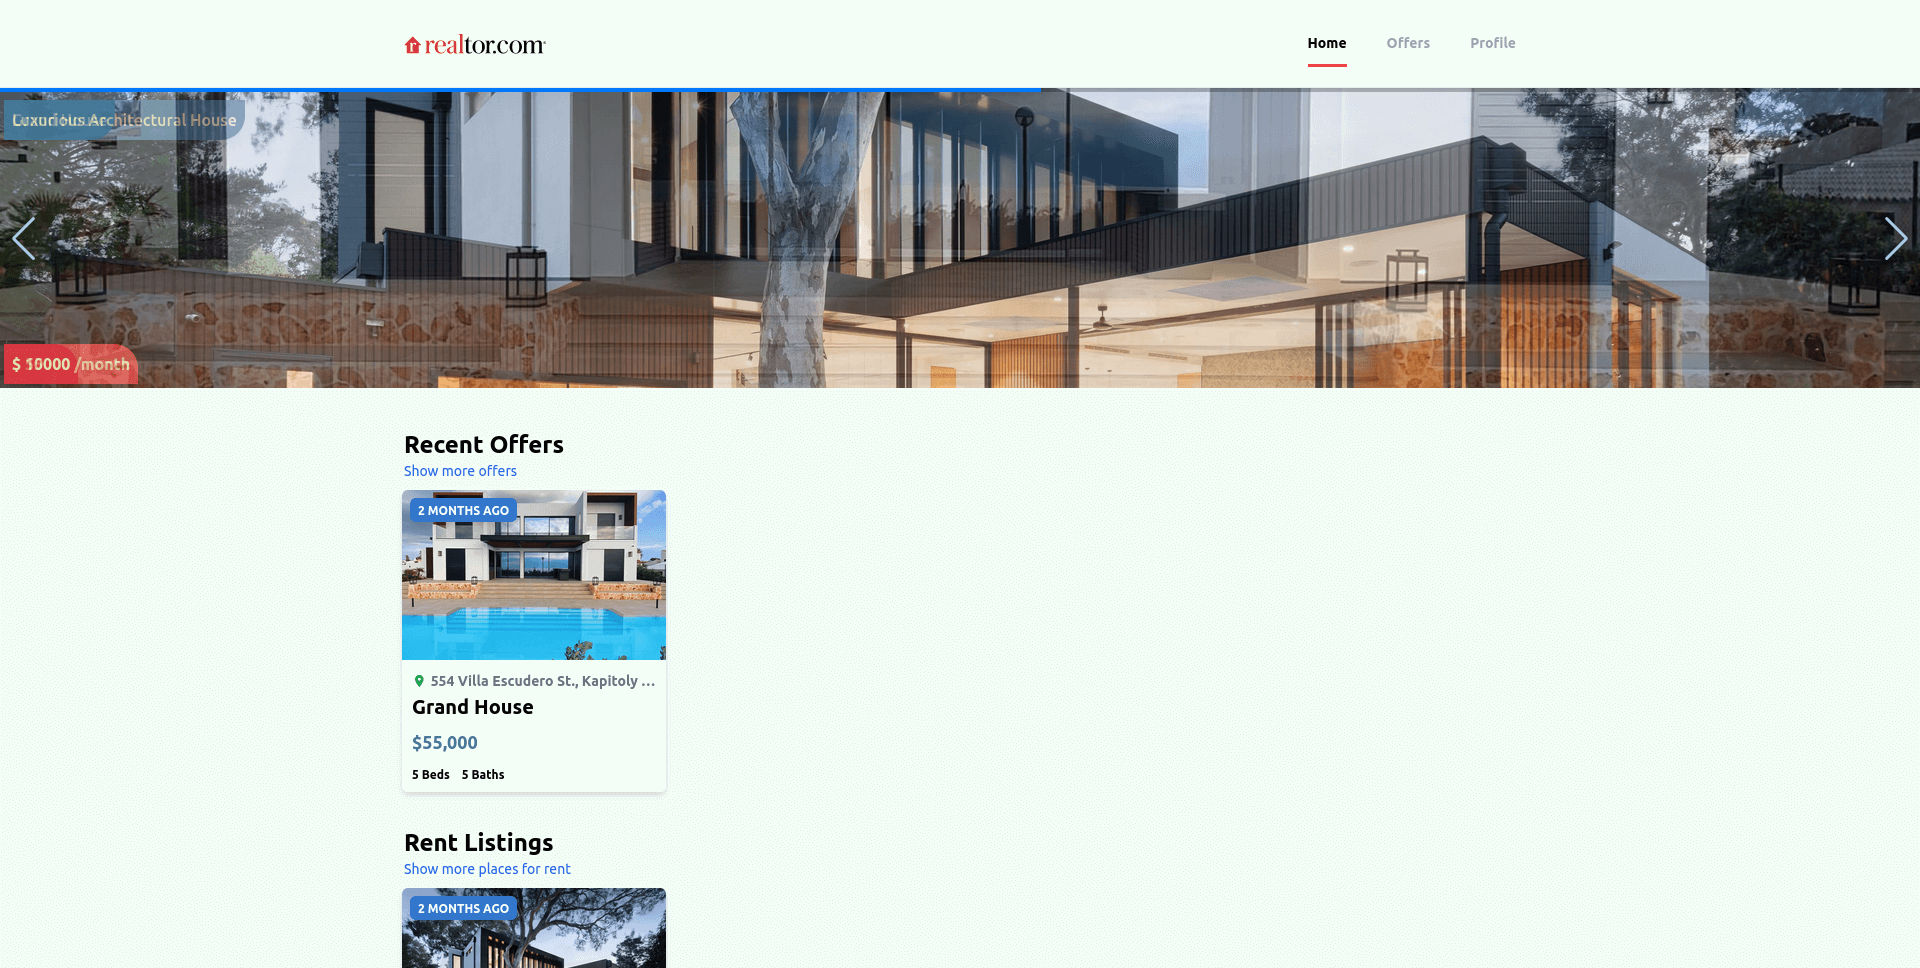 realtor.com
Home
Offers
Profile
Luxurious Architectural House
$ /month
Recent Offers
Show more offers
2 MONTHS AGO
554 Villa Escudero St., Kapitoly ...
Grand House
$55,000
5 Beds 5 Baths
Rent Listings
Show more places for rent
2 MONTHS AGO